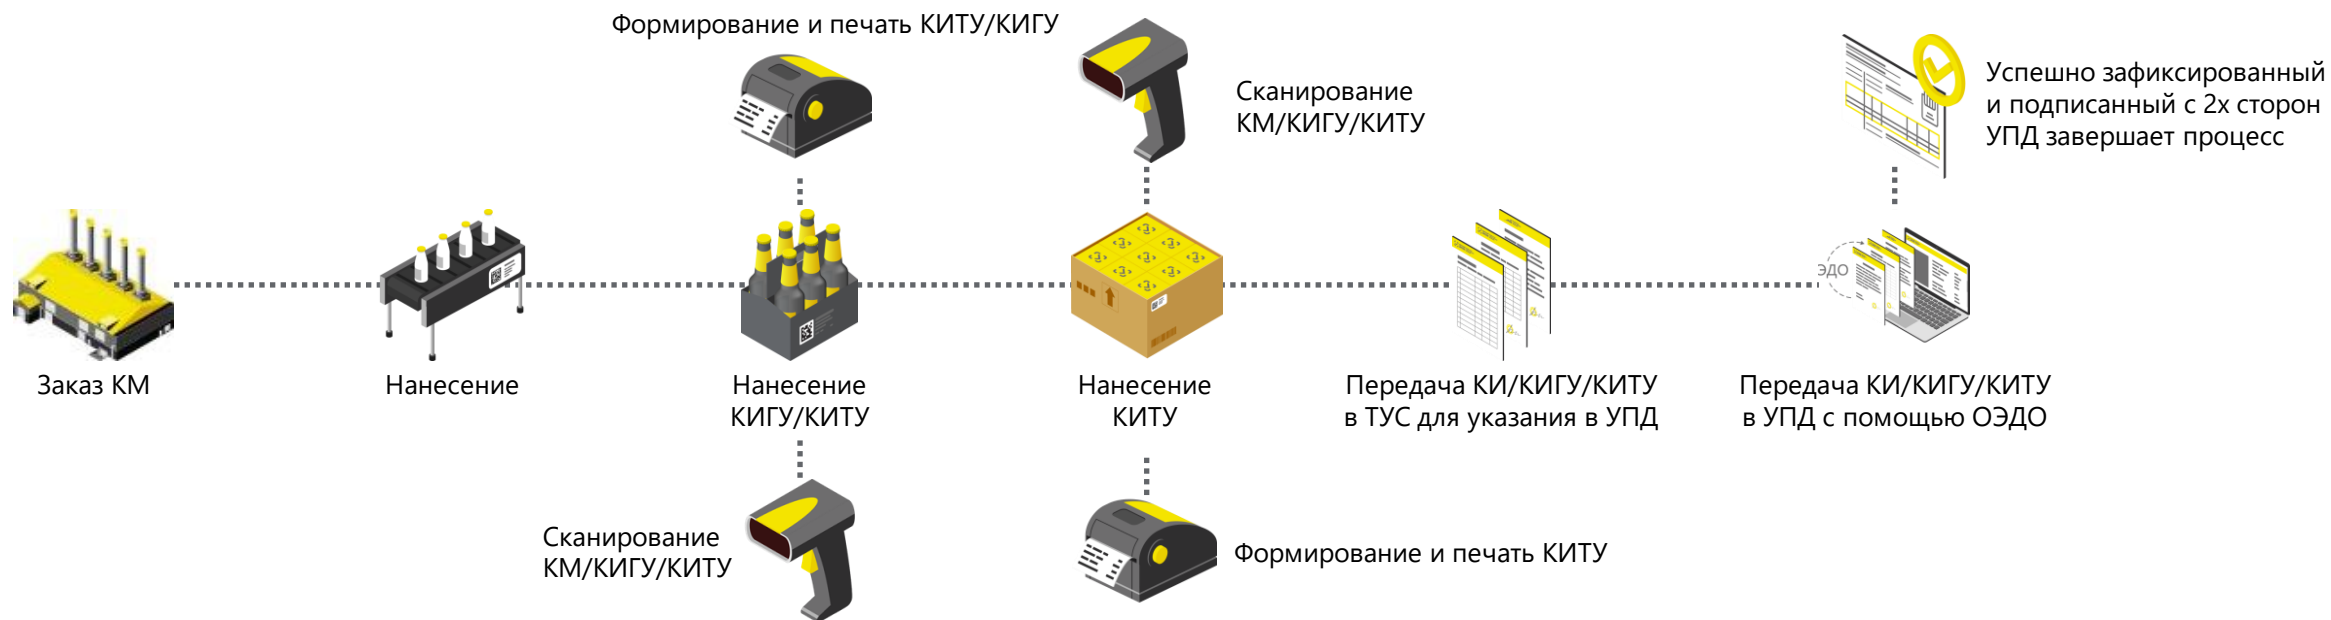 Формирование и печать КИТУ/КИГУ
Сканирование
КМ/КИГУ/КИТУ
Успешно зафиксированный
и подписанный с 2х сторон
УПД завершает процесс
ЭДО
Заказ КМ
Нанесение
Нанесение
КИГУ/КИТУ
Нанесение
КИТУ
Передача КИ/КИГУ/КИТУ
в ТУС для указания в УПД
Передача КИ/КИГУ/КИТУ
в УПД с помощью ОЭДО
Сканирование
КМ/КИГУ/КИТУ
Формирование и печать КИТУ